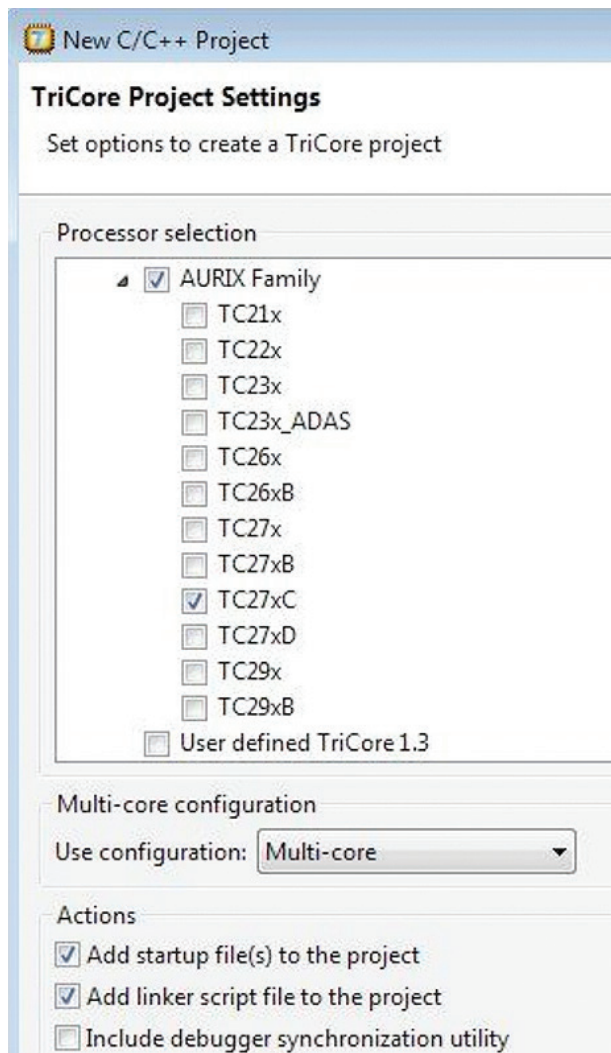 New C/C++ Project
TriCore Project Settings
Set options to create a TriCore project
Processor selection
AURIX Family
TC21x
TC22x
TC23x
TC23x_ADAS
TC26x
TC26xB
TC27x
TC27xB
TC27xC
TC27xD
TC29x
TC29xB
User defined TriCore 1.3
Multi-core configuration
Use configuration: Multi-core
Actions
Add startup file(s) to the project
Add linker script file to the project
Include debugger synchronization utility